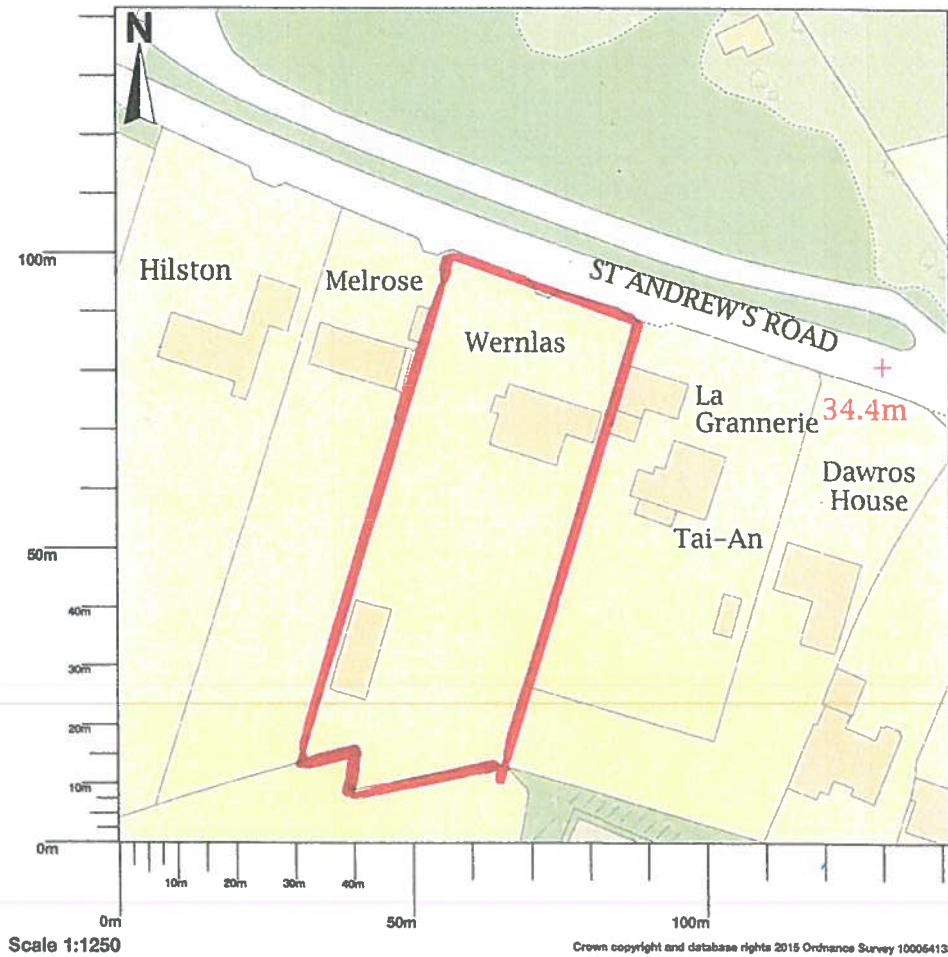 N
100m
Hilston
Melrose
ST ANDREW'S ROAD
Wernlas
La
Grannerie
34.4m
Dawros
House
50m
Tai-An
40m
30m
20m
10m
0m
10m
20m
30m
40m
0m
50m
100m
Scale 1:1250
Crown copyright and database rights 2015 Ordnance Survey 10005413